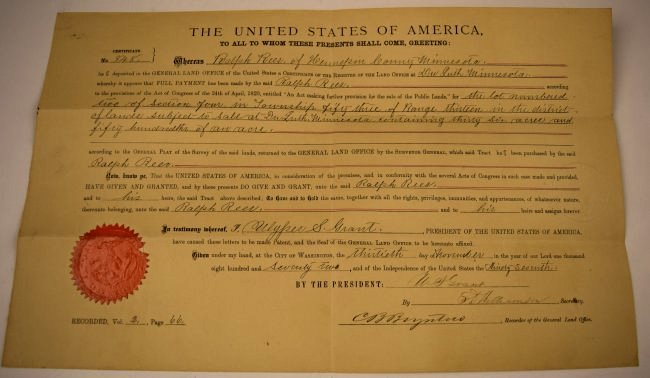 THE UNITED STATES OF AMERICA,
TO ALL TO WHOM THESE PRESENTS SHALL COME, GREETING:
CERTIFICATE
No. 845 } Whereas Ralph Rees, of Hennepin County Minnesota.
ha s deposited in the GENERAL LAND OFFICE of the United States a CERTIFICATE OF THE REGISTER OF THE LAND OFFICE at Du Luth Minnesota.
whereby it appears that FULL PAYMENT has been made by the said Ralph Rees. according
to the provisions of the Act of Congress of the 24th of April, 1820, entitled "An Act making further provision for the sale of the Public Lands," for the lot numbered
two of Section four in Township fifty three of Range thirteen in the district
of lands subject to sale at Du Luth, Minnesota containing thirty six acres and
fifty hundredths of an acre.
according to the OFFICIAL PLAT of the Survey of the said lands, returned to the GENERAL LAND OFFICE by the SURVEYOR GENERAL, which said Tract ha s been purchased by the said
Ralph Rees.
Now, know ye, That the UNITED STATES OF AMERICA, in consideration of the premises, and in conformity with the several Acts of Congress in such case made and provided,
HAVE GIVEN AND GRANTED, and by these presents DO GIVE AND GRANT, unto the said Ralph Rees.
and to his heirs, the said Tract above described; To have and to Hold the same, together with all the rights, privileges, immunities, and appurtenances, of whatsoever nature,
thereunto belonging, unto the said Ralph Rees. and to his heirs and assigns forever.
In testimony whereof, I, Ulysses S. Grant. , PRESIDENT OF THE UNITED STATES OF AMERICA,
have caused these letters to be made Patent, and the Seal of the GENERAL LAND OFFICE to be hereunto affixed.
Given under my hand, at the CITY OF WASHINGTON, the thirtieth day of November , in the year of our Lord one thousand
eight hundred and seventy two , and of the Independence of the United States the Ninety seventh.
BY THE PRESIDENT: U. S. Grant
By Secretary.
C B Boynton Recorder of the General Land Office.
RECORDED, Vol. 2, Page 66.